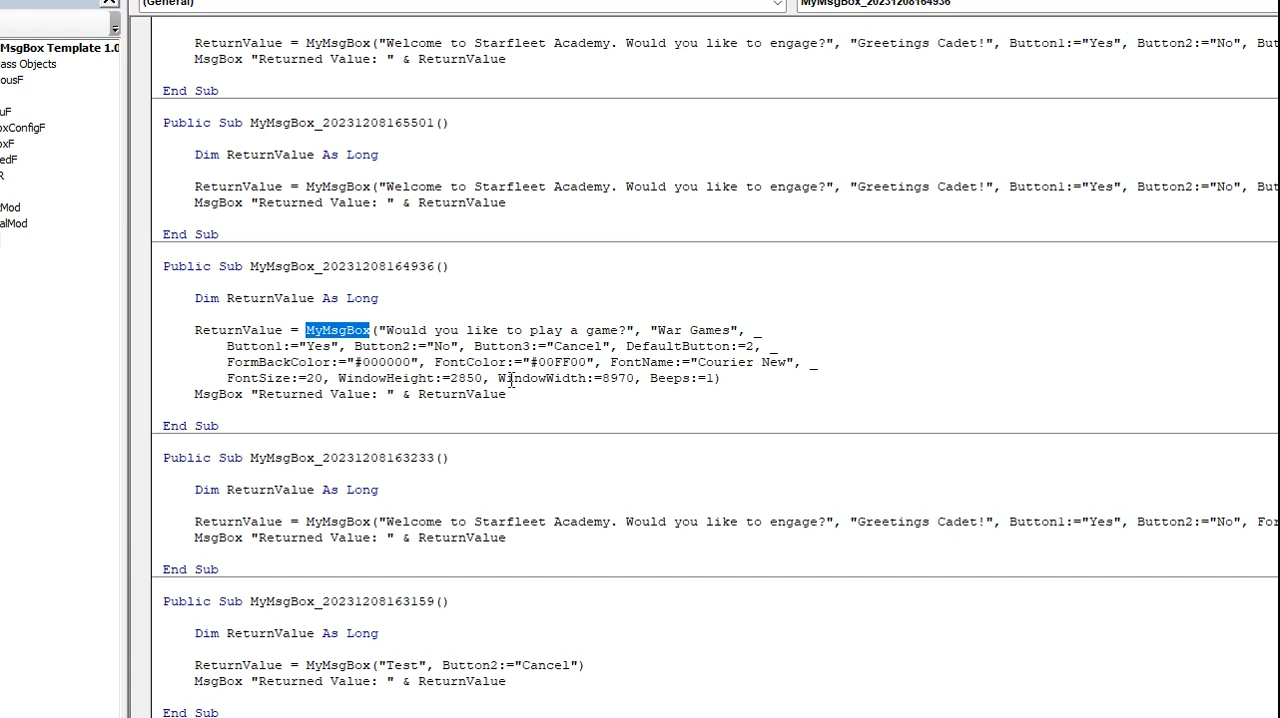 (General)
MyMsgBox_20231208164936
MsgBox Template 1.0
ass Objects
ousF
uF
oxConfigF
oxF
edF
R
Mod
alMod
ReturnValue = MyMsgBox("Welcome to Starfleet Academy. Would you like to engage?", "Greetings Cadet!", Button1:="Yes", Button2:="No", But
MsgBox "Returned Value: " & ReturnValue
End Sub
Public Sub MyMsgBox_20231208165501()
Dim ReturnValue As Long
ReturnValue = MyMsgBox("Welcome to Starfleet Academy. Would you like to engage?", "Greetings Cadet!", Button1:="Yes", Button2:="No", But
MsgBox "Returned Value: " & ReturnValue
End Sub
Public Sub MyMsgBox_20231208164936()
Dim ReturnValue As Long
ReturnValue = MyMsgBox("Would you like to play a game?", "War Games", _
Button1:="Yes", Button2:="No", Button3:="Cancel", DefaultButton:=2, _
FormBackColor:="#000000", FontColor:="#00FF00", FontName:="Courier New", _
FontSize:=20, WindowHeight:=2850, WindowWidth:=8970, Beeps:=1)
MsgBox "Returned Value: " & ReturnValue
End Sub
Public Sub MyMsgBox_20231208163233()
Dim ReturnValue As Long
ReturnValue = MyMsgBox("Welcome to Starfleet Academy. Would you like to engage?", "Greetings Cadet!", Button1:="Yes", Button2:="No", For
MsgBox "Returned Value: " & ReturnValue
End Sub
Public Sub MyMsgBox_20231208163159()
Dim ReturnValue As Long
ReturnValue = MyMsgBox("Test", Button2:="Cancel")
MsgBox "Returned Value: " & ReturnValue
End Sub